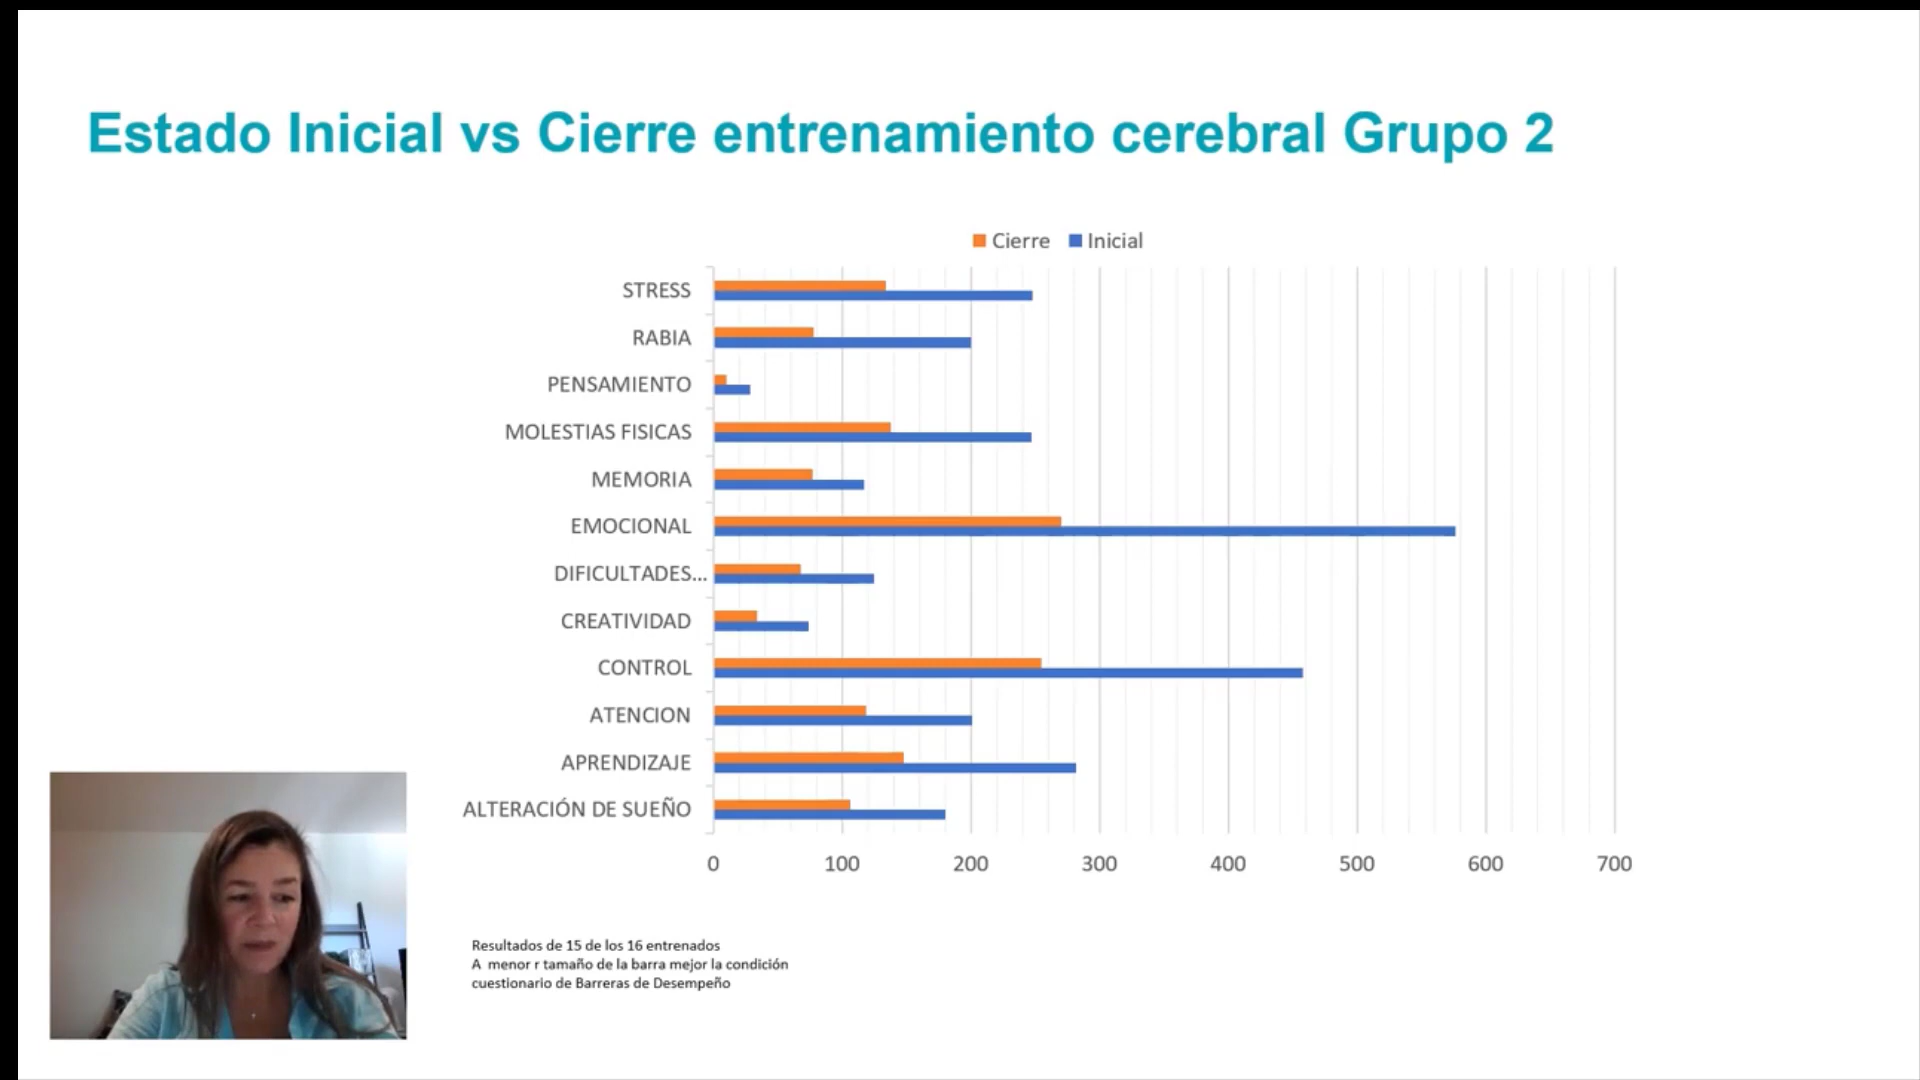 Estado Inicial vs Cierre entrenamiento cerebral Grupo 2
Cierre Inicial
STRESS
RABIA
PENSAMIENTO
MOLESTIAS FISICAS
MEMORIA
EMOCIONAL
DIFICULTADES...
CREATIVIDAD
CONTROL
ATENCION
APRENDIZAJE
ALTERACIÓN DE SUEÑO
0 100 200 300 400 500 600 700
Resultados de 15 de los 16 entrenados
A menor r tamaño de la barra mejor la condición
cuestionario de Barreras de Desempeño